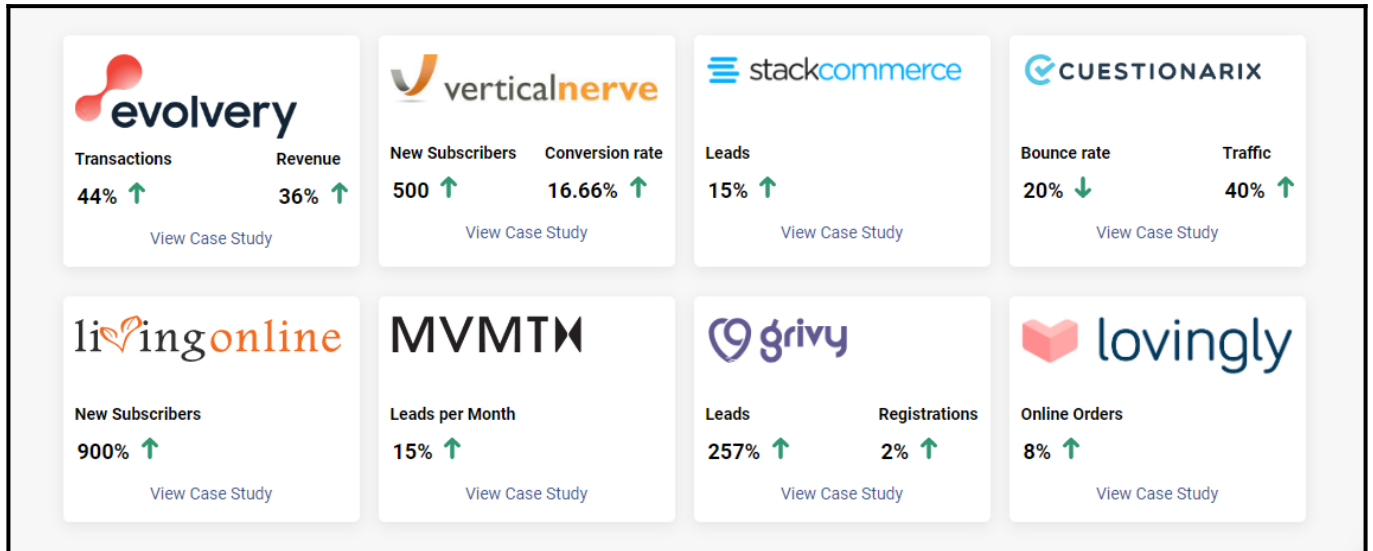 evolvery
Transactions Revenue
44% ↑ 36% ↑
View Case Study
verticalnerve
New Subscribers Conversion rate
500 ↑ 16.66% ↑
View Case Study
stackcommerce
Leads
15% ↑
View Case Study
CUESTIONARIX
Bounce rate Traffic
20% ↓ 40% ↑
View Case Study
livingonline
New Subscribers
900% ↑
View Case Study
MVMT
Leads per Month
15% ↑
View Case Study
grivy
Leads Registrations
257% ↑ 2% ↑
View Case Study
lovingly
Online Orders
8% ↑
View Case Study